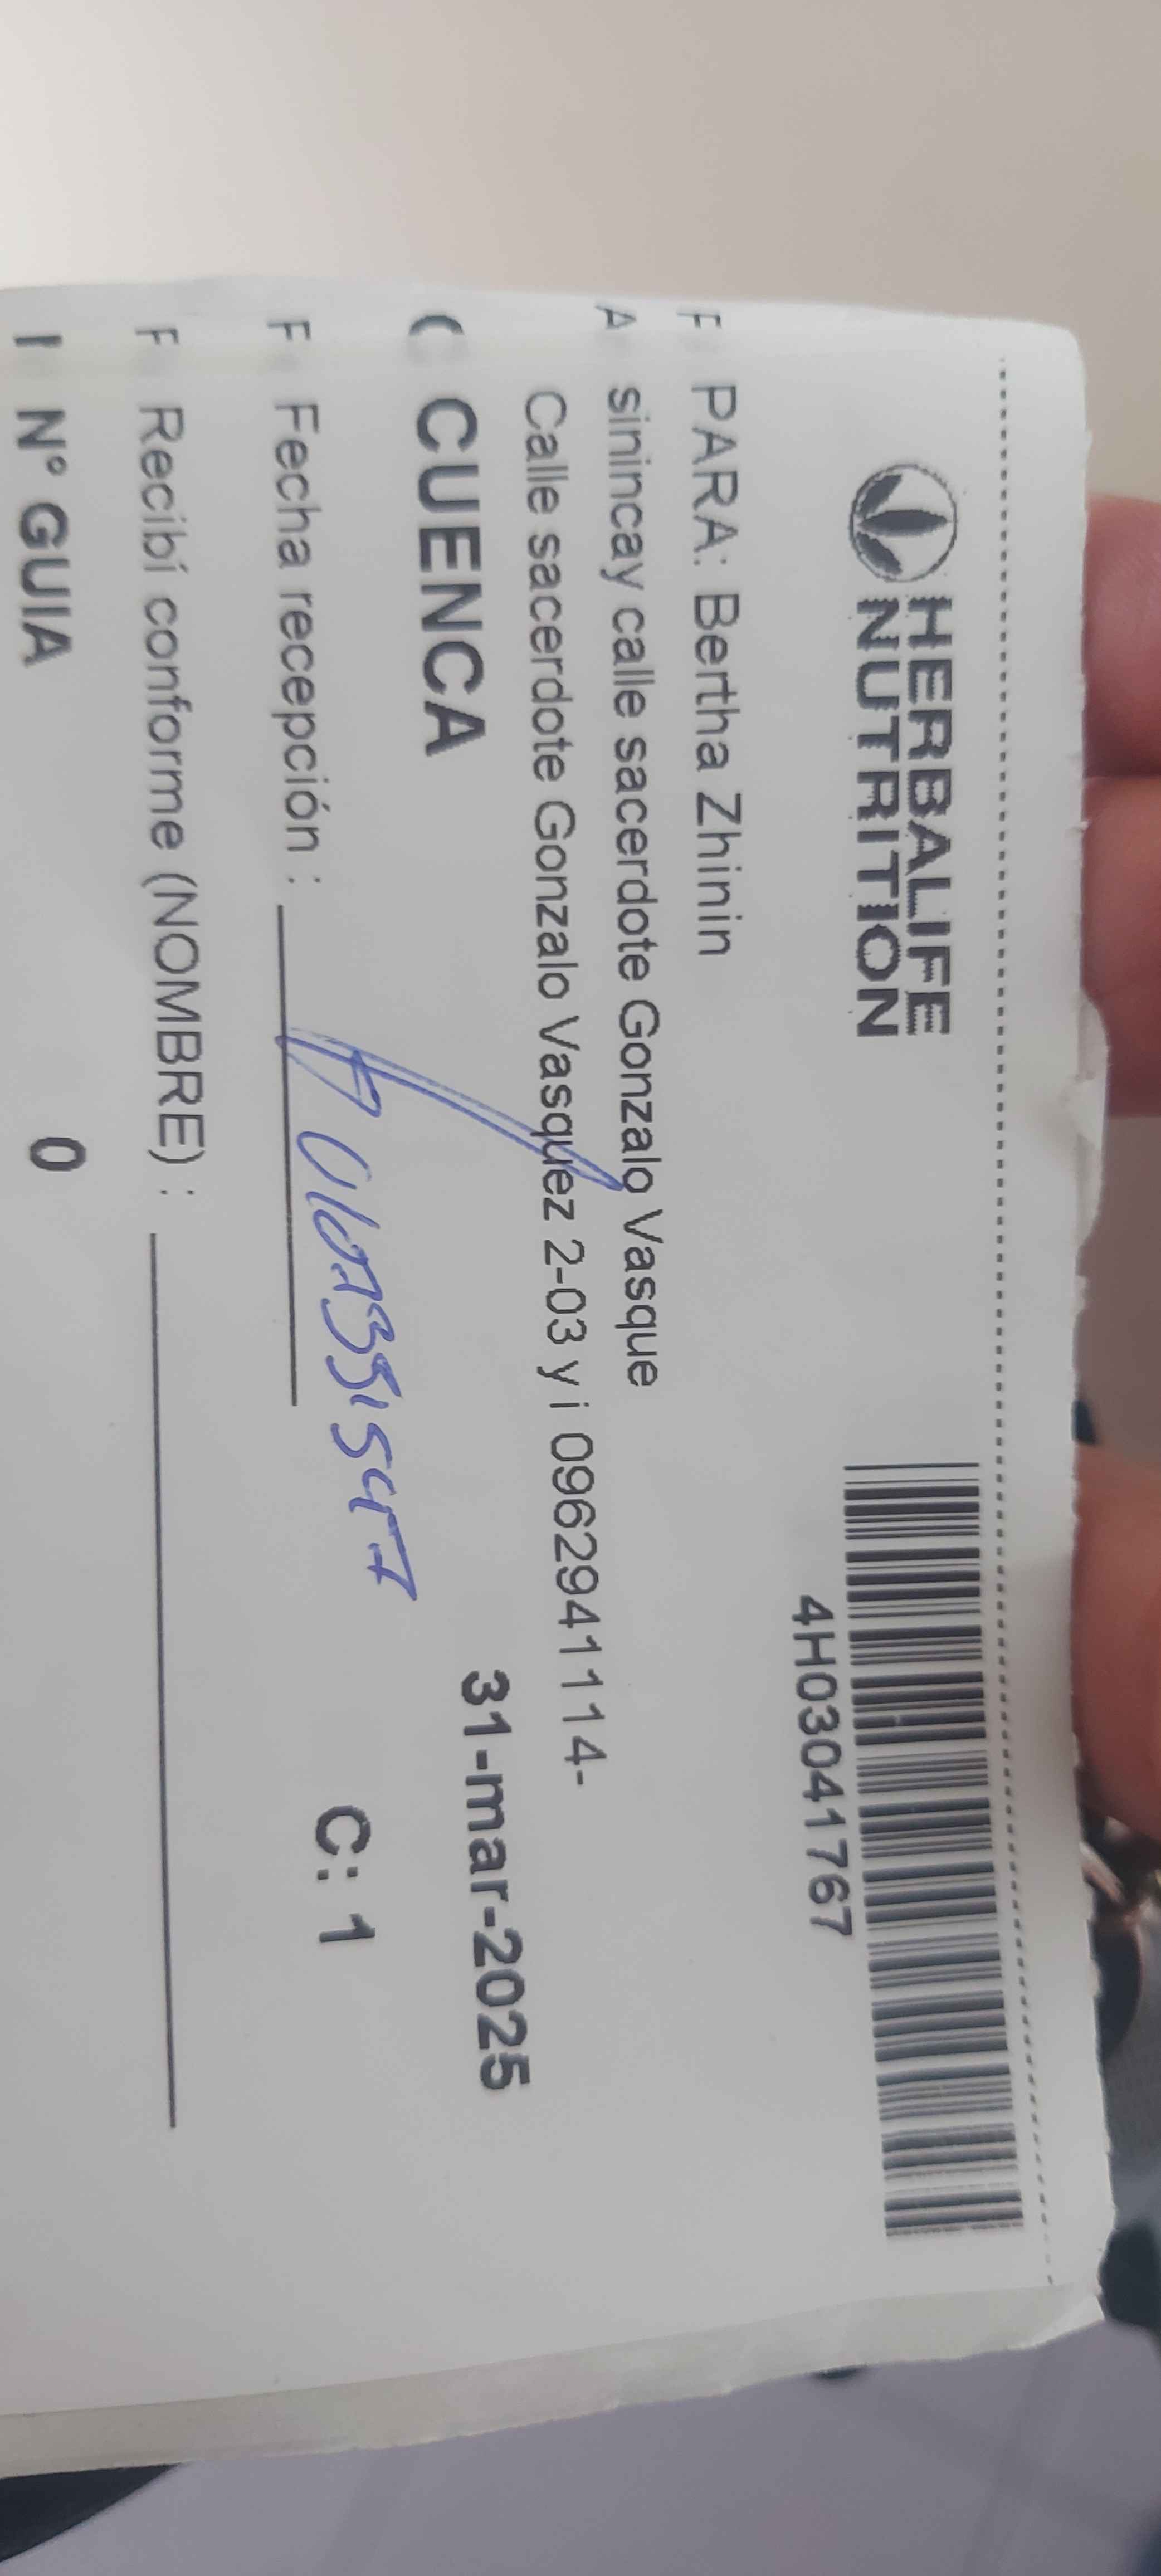 HERBALIFE
NUTRITION
4H03041767
PARA: Bertha Zhinin
A sinincay calle sacerdote Gonzalo Vasque
Calle sacerdote Gonzalo Vasquez 2-03 y i 0962941114-
C CUENCA 31-mar-2025
F Fecha recepción :
C: 1
F Recibí conforme (NOMBRE) :
N° GUIA 0